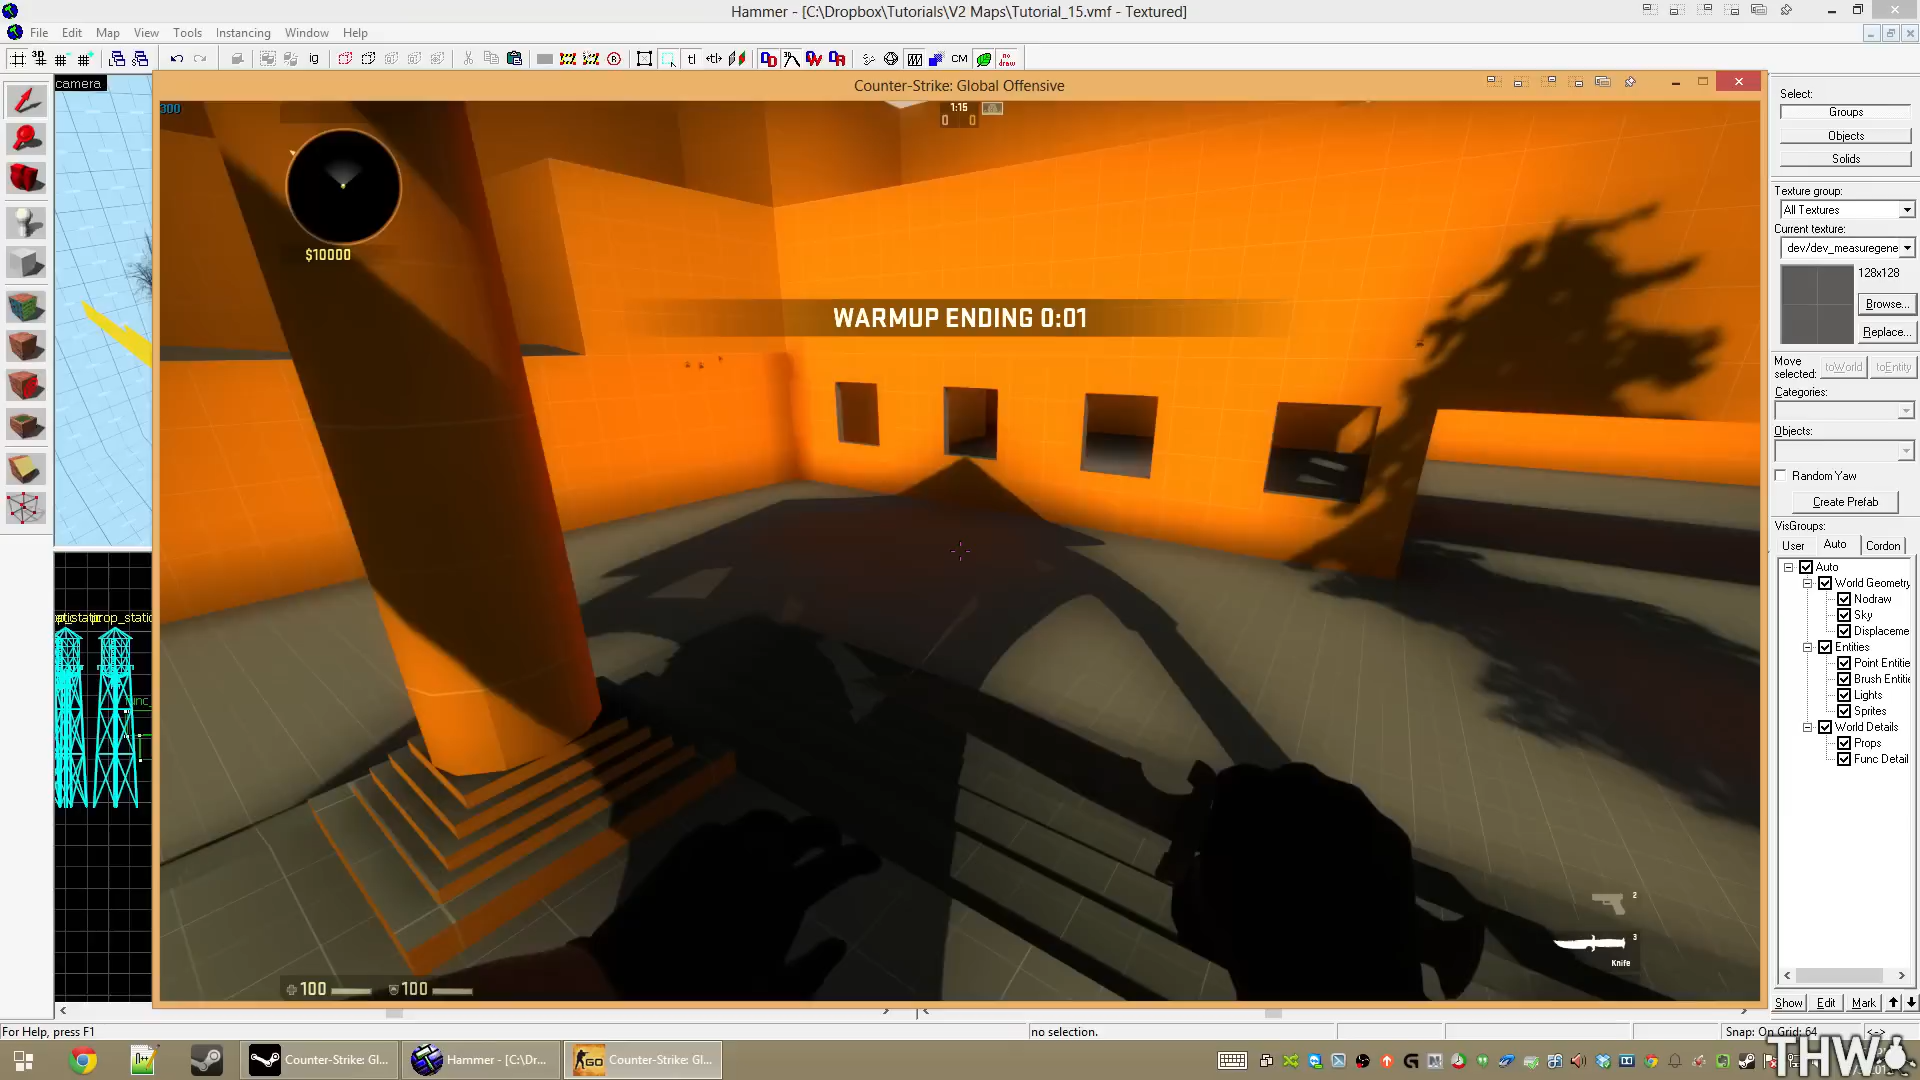 Hammer - [C:\Dropbox\Tutorials\V2 Maps\Tutorial_15.vmf - Textured]
File Edit Map View Tools Instancing Window Help
camera
Counter-Strike: Global Offensive
300
1:15
0 0
$10000
WARMUP ENDING 0:01
2
3
Knife
100 100
Select:
Groups
Objects
Solids
Texture group:
All Textures
Current texture:
dev/dev_measuregene
128x128
Browse...
Replace...
Move
selected:
toWorld
toEntity
Categories:
Objects:
Random Yaw
Create Prefab
VisGroups:
User Auto Cordon
Auto
World Geometry
Nodraw
Sky
Displaceme
Entities
Point Entitie
Brush Entitie
Lights
Sprites
World Details
Props
Func Detail
Show Edit Mark
For Help, press F1
no selection.
Snap: On Grid: 64
<->
Counter-Strike: Gl...
Hammer - [C:\Dr...
Counter-Strike: Gl...
THW